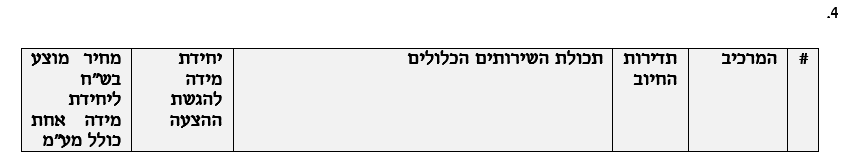 4.
#
המרכיב
תדירות
החיוב
תכולת השירותים הכלולים
יחידת
מידה
להגשת
ההצעה
מחיר מוצע
בש"ח
ליחידת
מידה אחת
כולל מע"מ